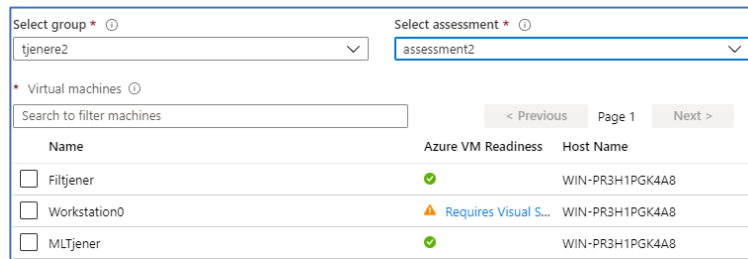 Select group * Select assessment *
tjenere2 assessment2
* Virtual machines
Search to filter machines < Previous Page 1 Next >
Name Azure VM Readiness Host Name
Filtjener WIN-PR3H1PGK4A8
Workstation0 Requires Visual S... WIN-PR3H1PGK4A8
MLTjener WIN-PR3H1PGK4A8